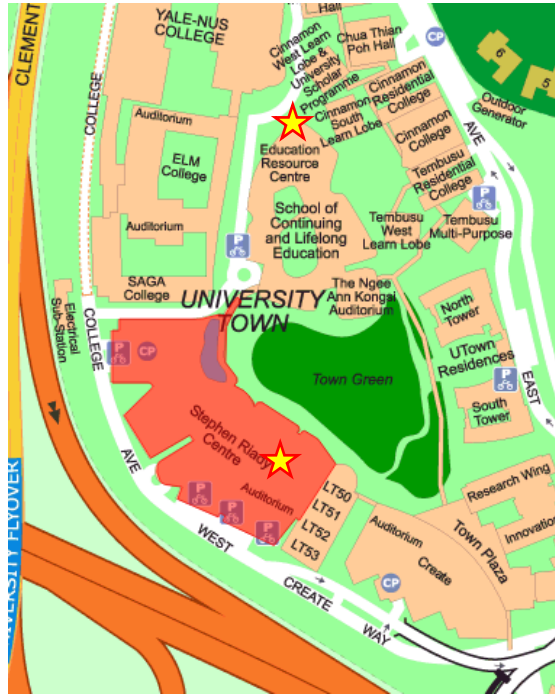 CLEMENT
YALE-NUS
COLLEGE
Cinnamon
West Learn
Lobe &
University
Scholar
Programme
Hall
Chua Thian
Poh Hall
CP
6
5
Cinnamon
South
Learn Lobe
Cinnamon
Residential
College
Cinnamon
College
Tembusu
Residential
College
Outdoor
Generator
AVE
COLLEGE
Auditorium
ELM
College
Auditorium
SAGA
College
Education
Resource
Centre
School of
Continuing
and Lifelong
Education
Tembusu
West
Learn Lobe
Tembusu
Multi-Purpose
P
P
The Ngee
Ann Kongsi
Auditorium
UNIVERSITY
TOWN
Electrical
Sub-Station
COLLEGE
P
CP
North
Tower
UTown
Residences
P
South
Tower
EAST
Town Green
Stephen Riady
Centre
Auditorium
P
P
P
AVE
WEST
LT50
LT51
LT52
LT53
Auditorium
Create
Town Plaza
Research Wing
Innovation
CP
CREATE
WAY
IVERSITY FLYOVER